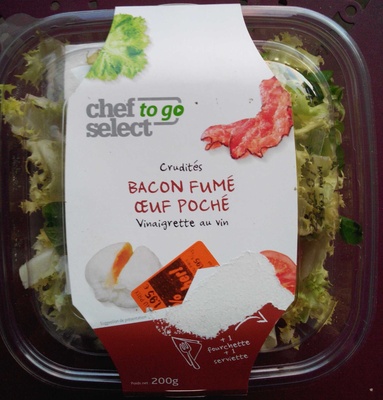 chef to go
select
Crudités
BACON FUMÉ
ŒUF POCHÉ
Vinaigrette au vin
+ 1
fourchette
+ 1
serviette
200g